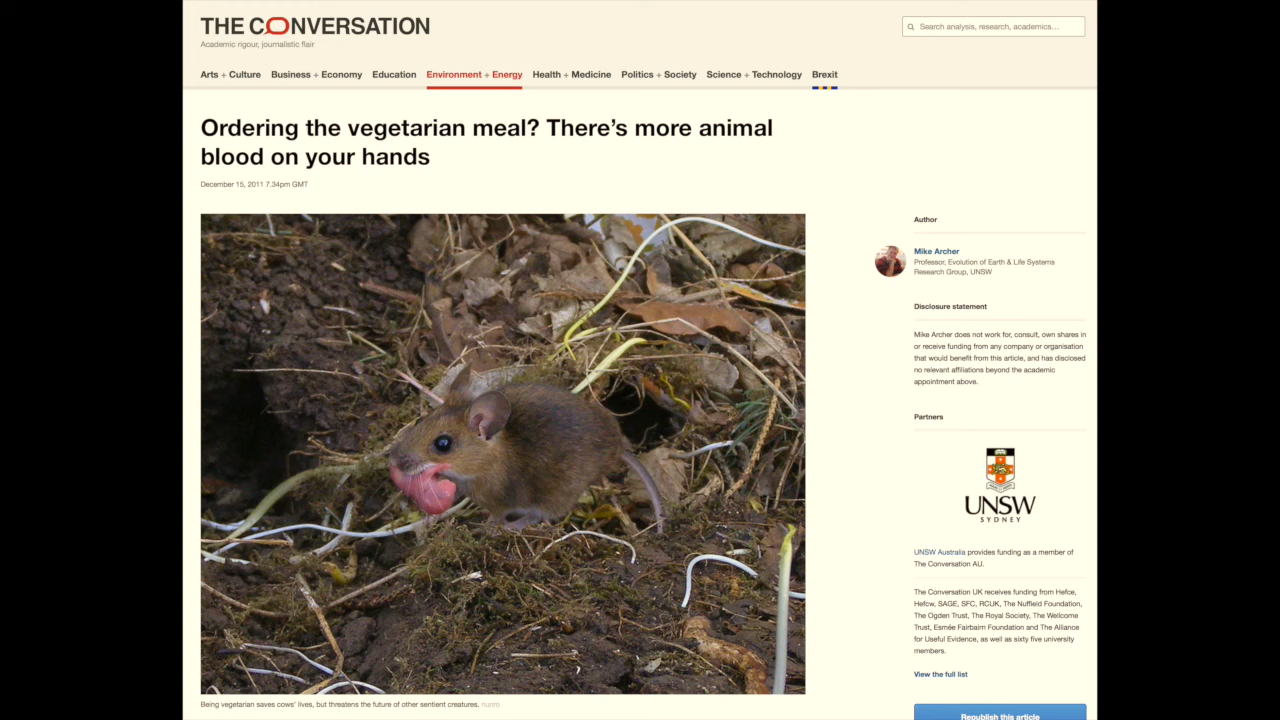 THE CONVERSATION
Academic rigour, journalistic flair
Search analysis, research, academics…
Arts + Culture Business + Economy Education Environment + Energy Health + Medicine Politics + Society Science + Technology Brexit
Ordering the vegetarian meal? There’s more animal
blood on your hands
December 15, 2011 7.34pm GMT
Being vegetarian saves cows’ lives, but threatens the future of other sentient creatures. nunro
Author
Mike Archer
Professor, Evolution of Earth & Life Systems
Research Group, UNSW
Disclosure statement
Mike Archer does not work for, consult, own shares in
or receive funding from any company or organisation
that would benefit from this article, and has disclosed
no relevant affiliations beyond the academic
appointment above.
Partners
UNSW
SYDNEY
UNSW Australia provides funding as a member of
The Conversation AU.
The Conversation UK receives funding from Hefce,
Hefcw, SAGE, SFC, RCUK, The Nuffield Foundation,
The Ogden Trust, The Royal Society, The Wellcome
Trust, Esmée Fairbairn Foundation and The Alliance
for Useful Evidence, as well as sixty five university
members.
View the full list
Republish this article